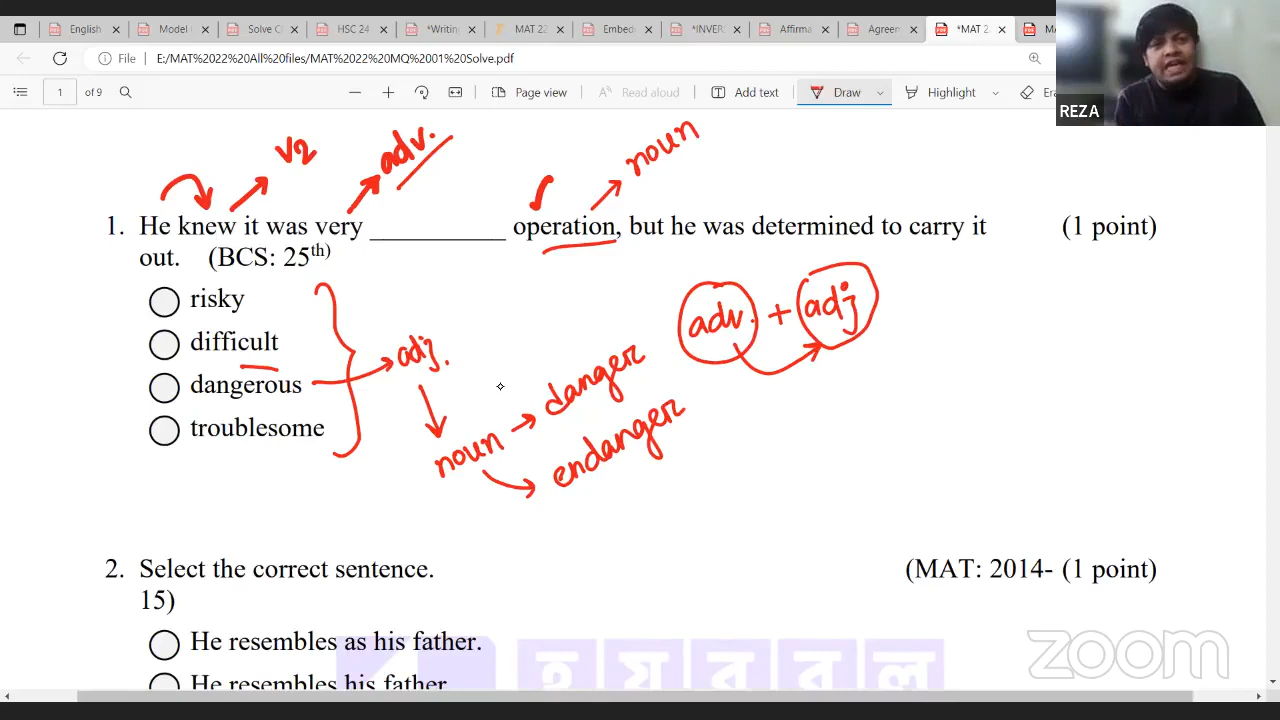 English
Model
Solve C
HSC 24
*Writing
MAT 22
Embed
*INVER
Affirma
Agreem
*MAT 2
MA
File E:/MAT%2022%20All%20files/MAT%2022%20MQ%2001%20Solve.pdf
1 of 9 Page view Read aloud Add text Draw Highlight Era
REZA
v2 adv. noun
1. He knew it was very __________ operation, but he was determined to carry it (1 point)
out. (BCS: 25th)
risky
difficult
dangerous
troublesome
adv. + adj
adj.
noun danger
endanger
2. Select the correct sentence. (MAT: 2014- (1 point)
15)
He resembles as his father.
He resembles his father.
হ য ব র ল
zoom